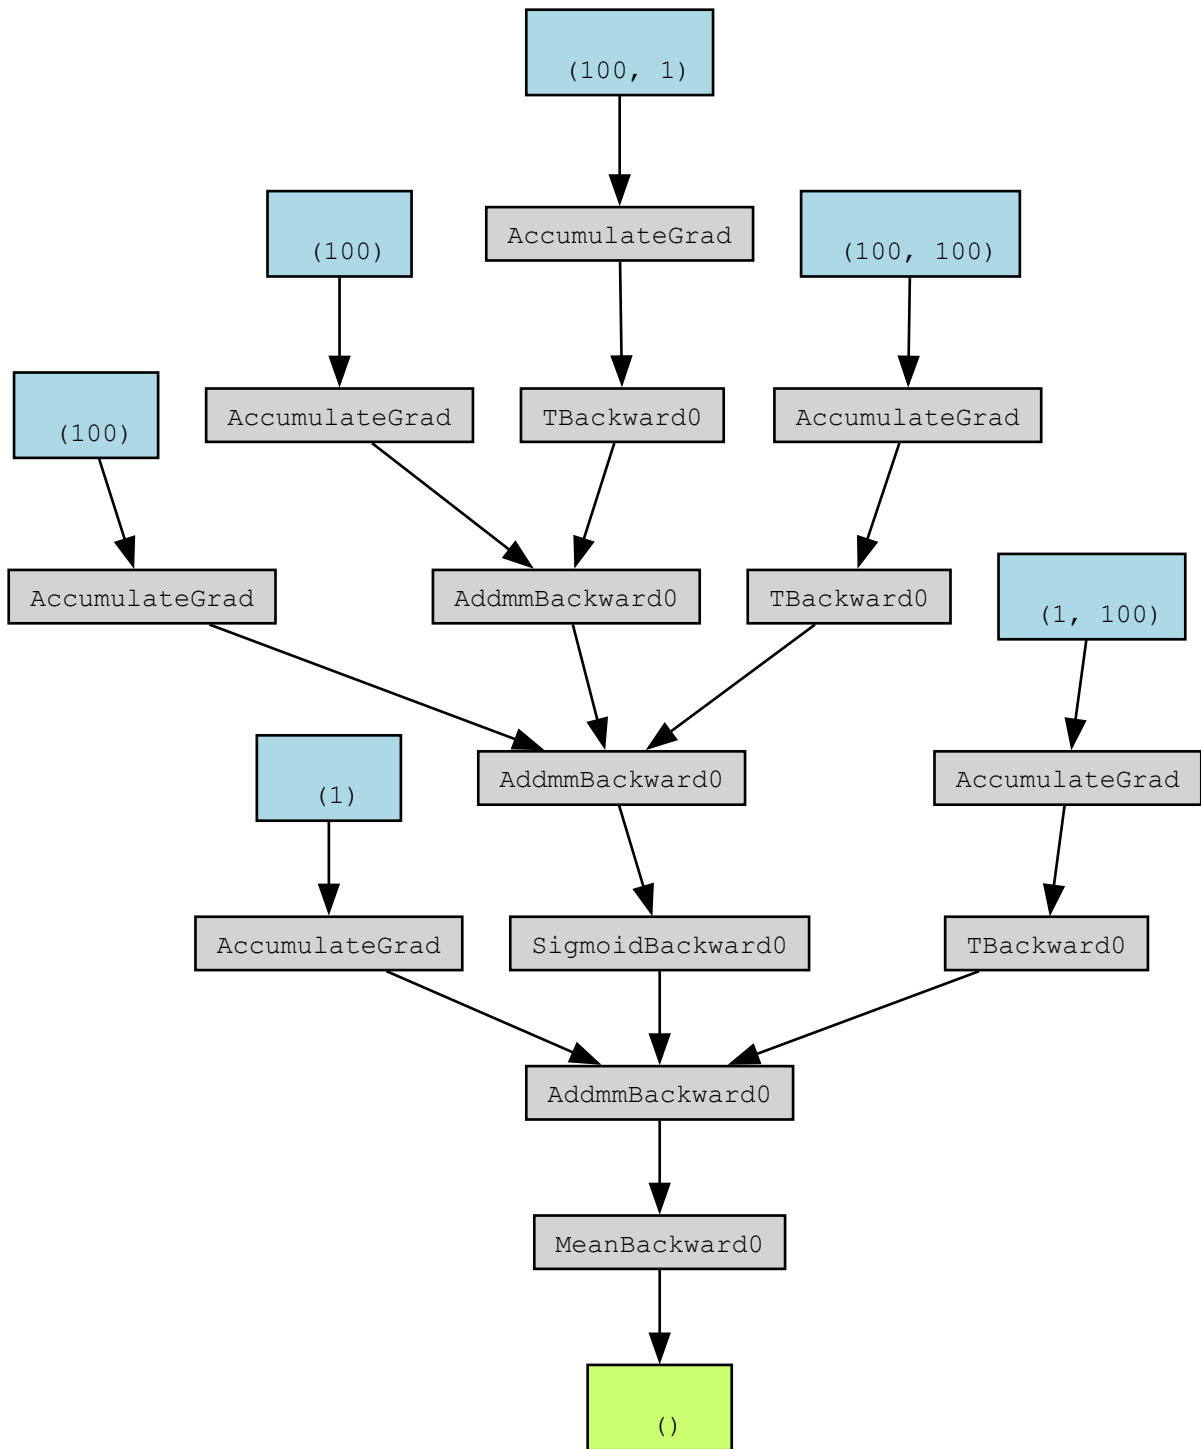 (100, 1)
(100)
AccumulateGrad
(100, 100)
(100)
AccumulateGrad
TBackward0
AccumulateGrad
AccumulateGrad
AddmmBackward0
TBackward0
(1, 100)
(1)
AddmmBackward0
AccumulateGrad
AccumulateGrad
SigmoidBackward0
TBackward0
AddmmBackward0
MeanBackward0
()